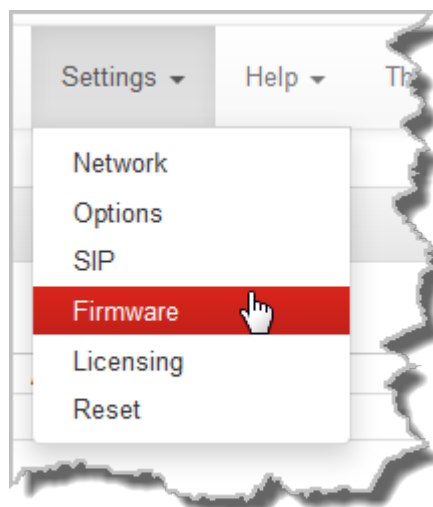 Settings Help
Network
Options
SIP
Firmware
Licensing
Reset